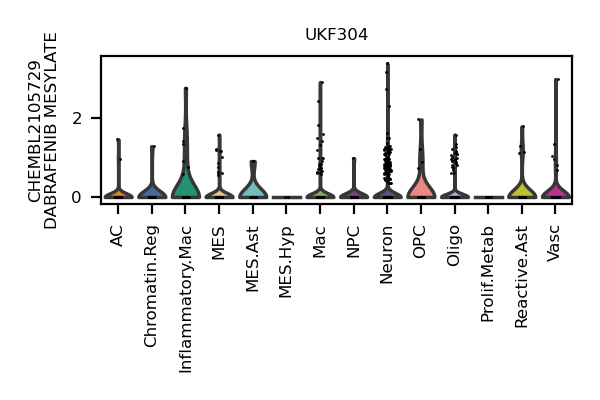 UKF304
CHEMBL2105729
DABRAFENIB MESYLATE
2
0
AC
Chromatin.Reg
Inflammatory.Mac
MES
MES.Ast
MES.Hyp
Mac
NPC
Neuron
OPC
Oligo
Prolif.Metab
Reactive.Ast
Vasc